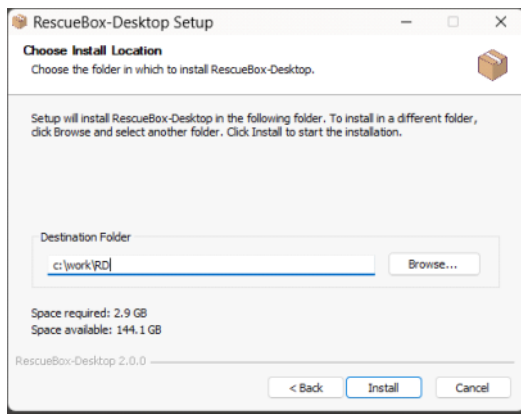 RescueBox-Desktop Setup
Choose Install Location
Choose the folder in which to install RescueBox-Desktop.
Setup will install RescueBox-Desktop in the following folder. To install in a different folder,
click Browse and select another folder. Click Install to start the installation.
Destination Folder
c:\work\RD
Browse...
Space required: 2.9 GB
Space available: 144.1 GB
RescueBox-Desktop 2.0.0
< Back
Install
Cancel